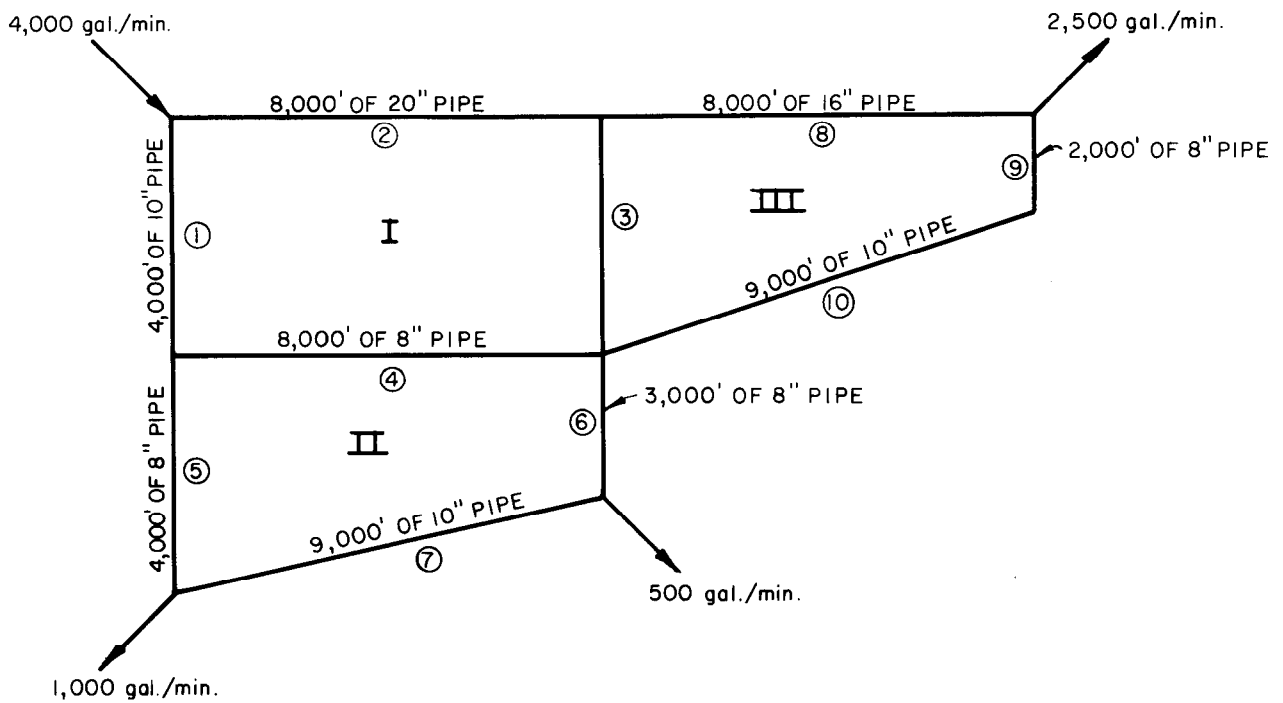 4,000 gal./min.
2,500 gal./min.
8,000' OF 20" PIPE
②
8,000' OF 16" PIPE
⑧
⑨
2,000' OF 8" PIPE
4,000' OF 10" PIPE
①
I
③
III
9,000' OF 10" PIPE
⑩
8,000' OF 8" PIPE
④
3,000' OF 8" PIPE
⑥
4,000' OF 8" PIPE
⑤
II
9,000' OF 10" PIPE
⑦
500 gal./min.
1,000 gal./min.